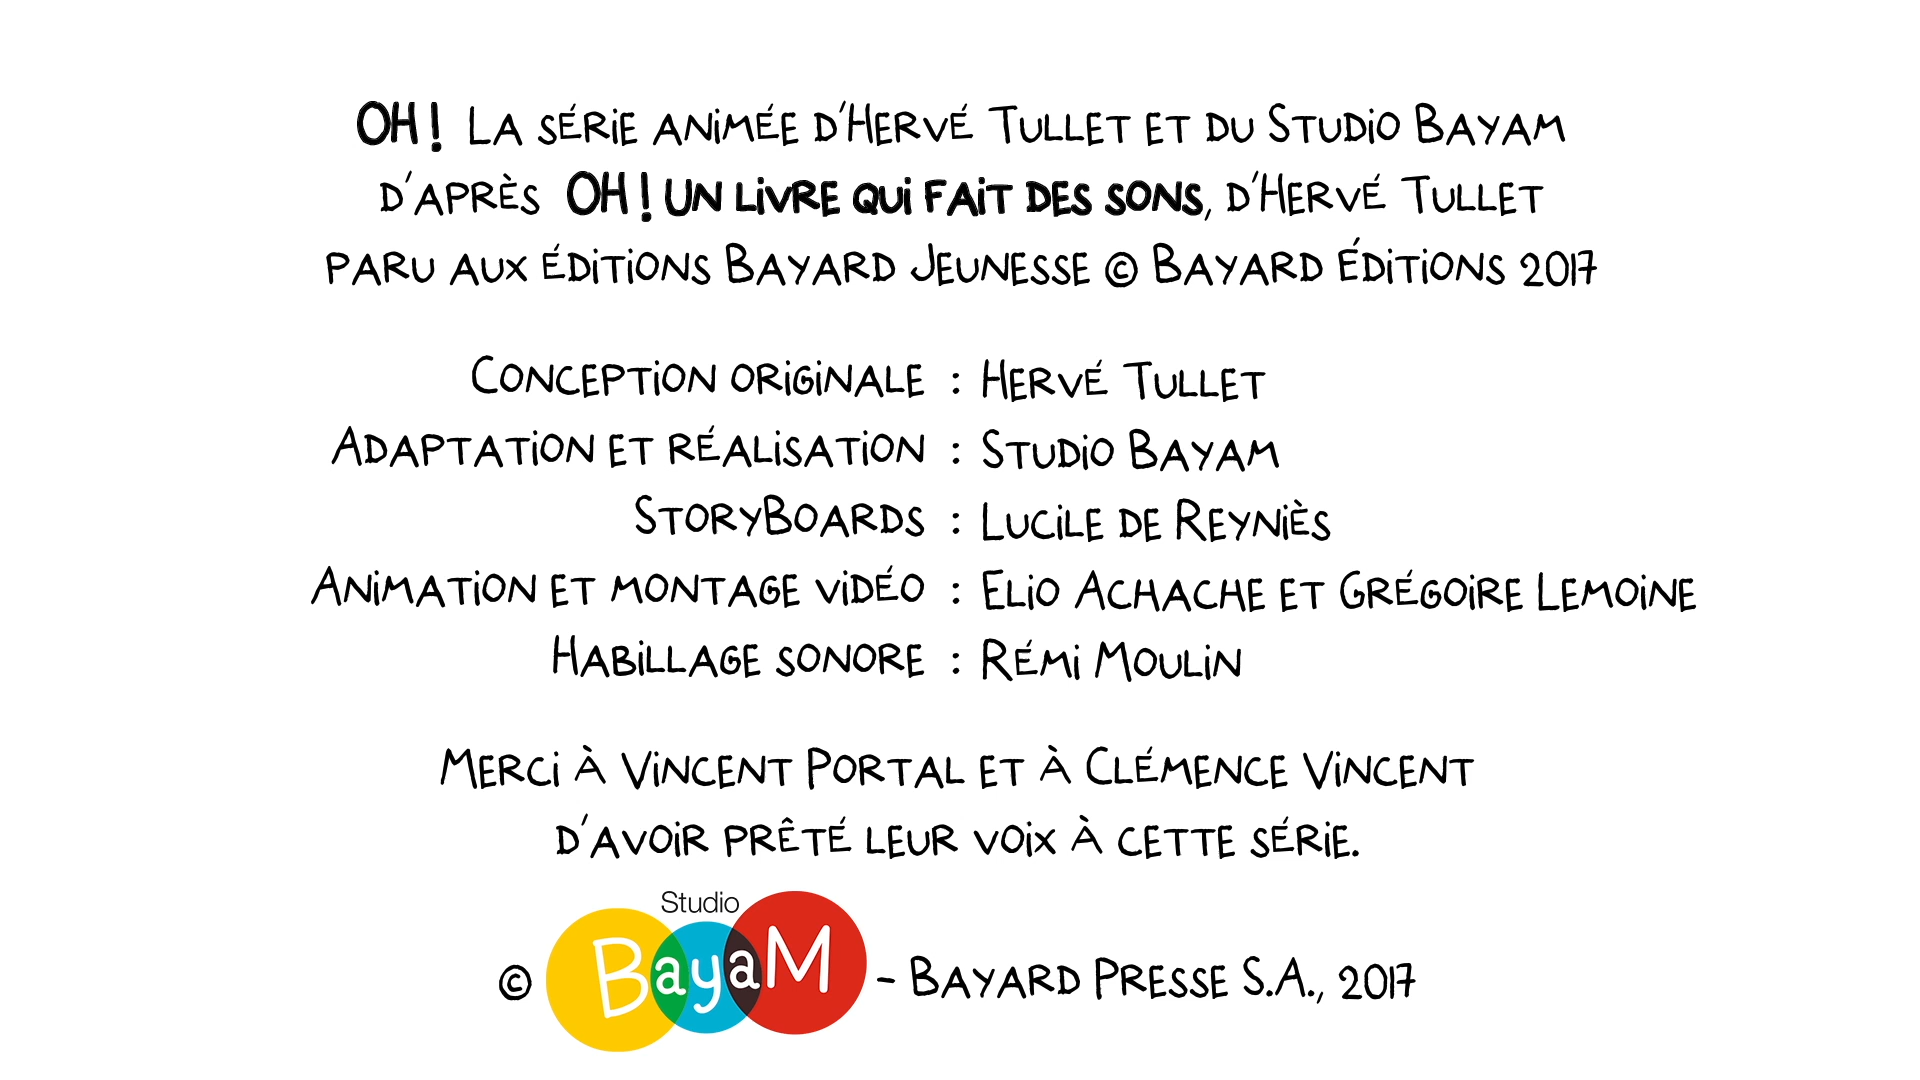 OH ! La série animée d'Hervé Tullet et du Studio Bayam
d'après OH ! Un livre qui fait des sons, d'Hervé Tullet
paru aux éditions Bayard Jeunesse © Bayard Éditions 2017
Conception originale : Hervé Tullet
Adaptation et réalisation : Studio Bayam
StoryBoards : Lucile de Reyniès
Animation et montage vidéo : Elio Achache et Grégoire Lemoine
Habillage sonore : Rémi Moulin
Merci à Vincent Portal et à Clémence Vincent
d'avoir prêté leur voix à cette série.
© Studio BayaM - Bayard Presse S.A., 2017